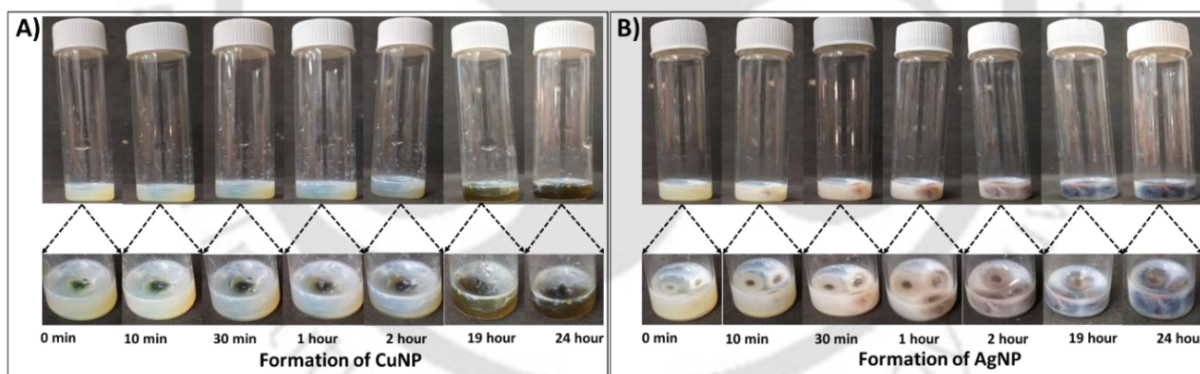 A)
0 min 10 min 30 min 1 hour 2 hour 19 hour 24 hour
Formation of CuNP
B)
0 min 10 min 30 min 1 hour 2 hour 19 hour 24 hour
Formation of AgNP